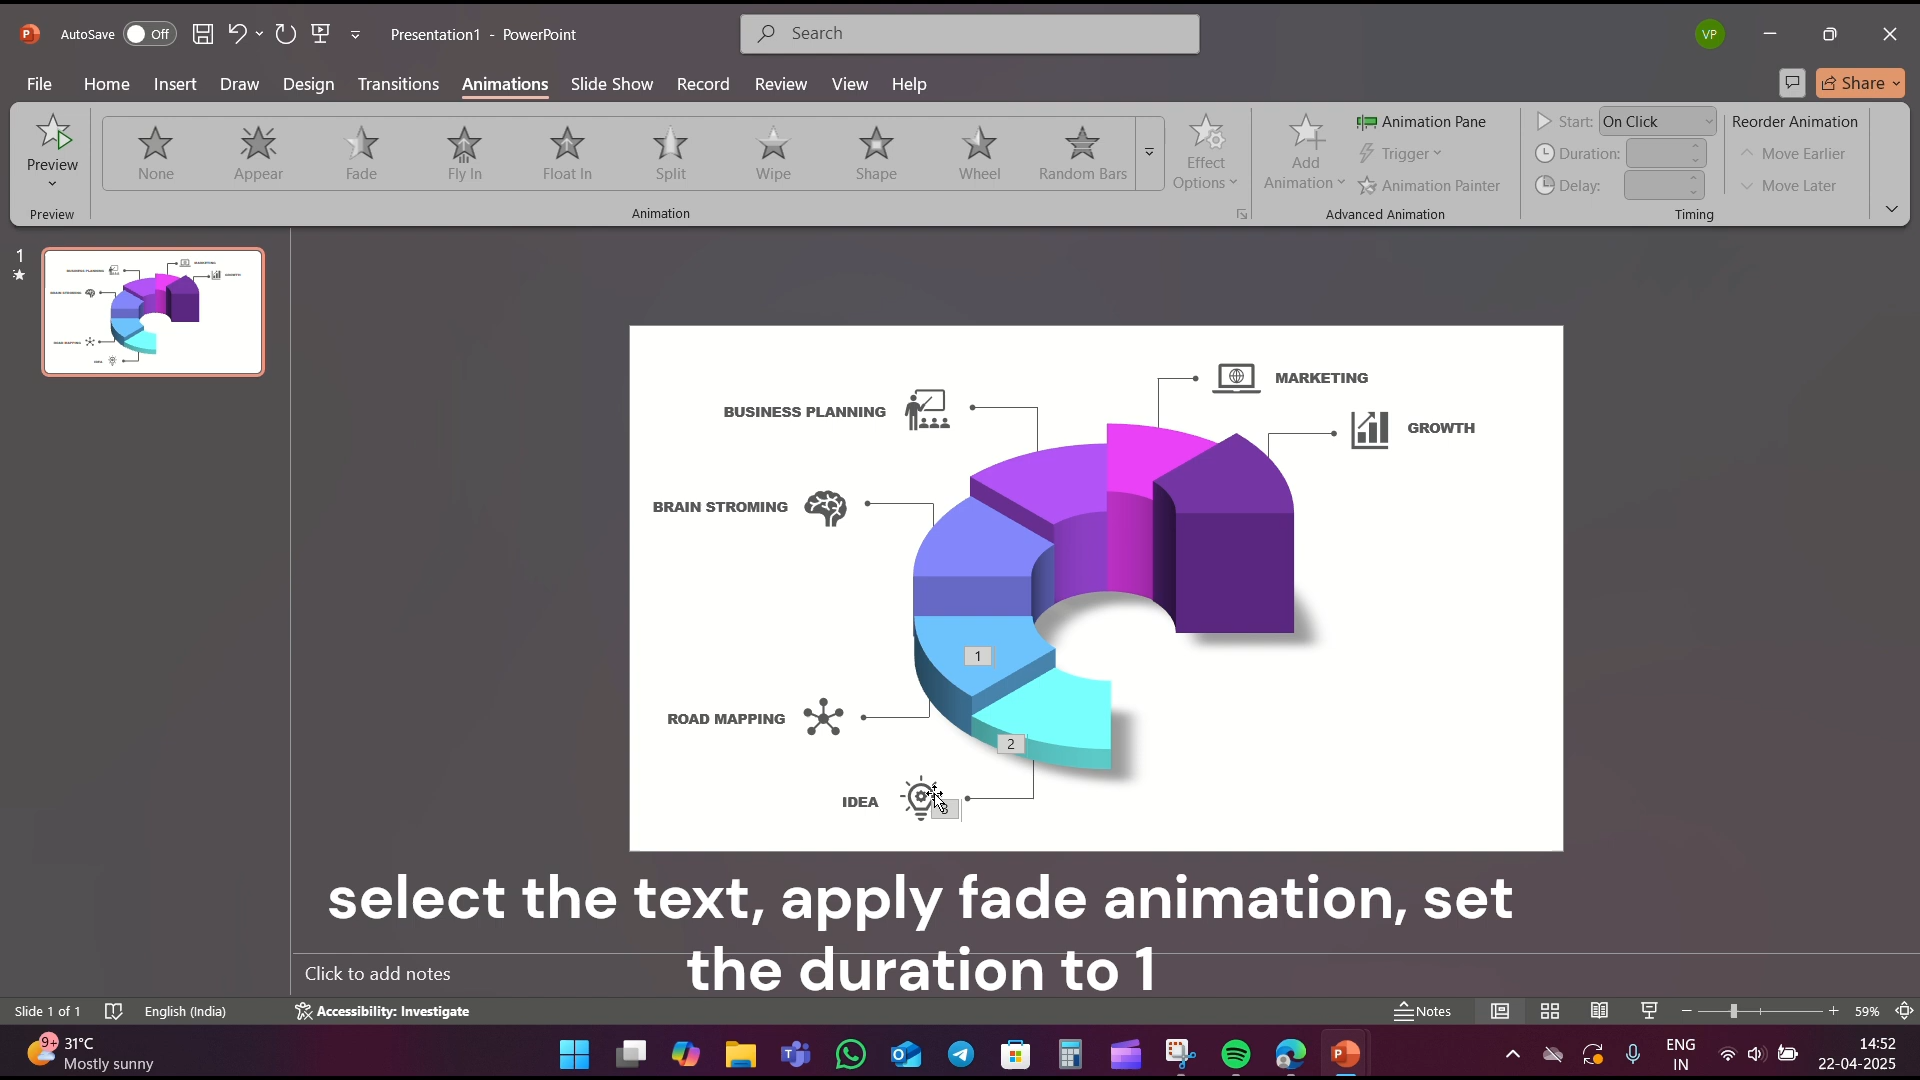 AutoSave Off
Presentation1 - PowerPoint
Search
VP
File Home Insert Draw Design Transitions Animations Slide Show Record Review View Help
Share
Preview
None Appear Fade Fly In Float In Split Wipe Shape Wheel Random Bars
Effect Options
Add Animation
Animation Pane
Trigger
Animation Painter
Start: On Click
Duration:
Delay:
Reorder Animation
Move Earlier
Move Later
Preview Animation Advanced Animation Timing
1
MARKETING
BUSINESS PLANNING
GROWTH
BRAIN STROMING
1
ROAD MAPPING
2
IDEA
3
select the text, apply fade animation, set
the duration to 1
Click to add notes
Slide 1 of 1 English (India) Accessibility: Investigate Notes 59%
9+
31°C
Mostly sunny
ENG
IN
14:52
22-04-2025